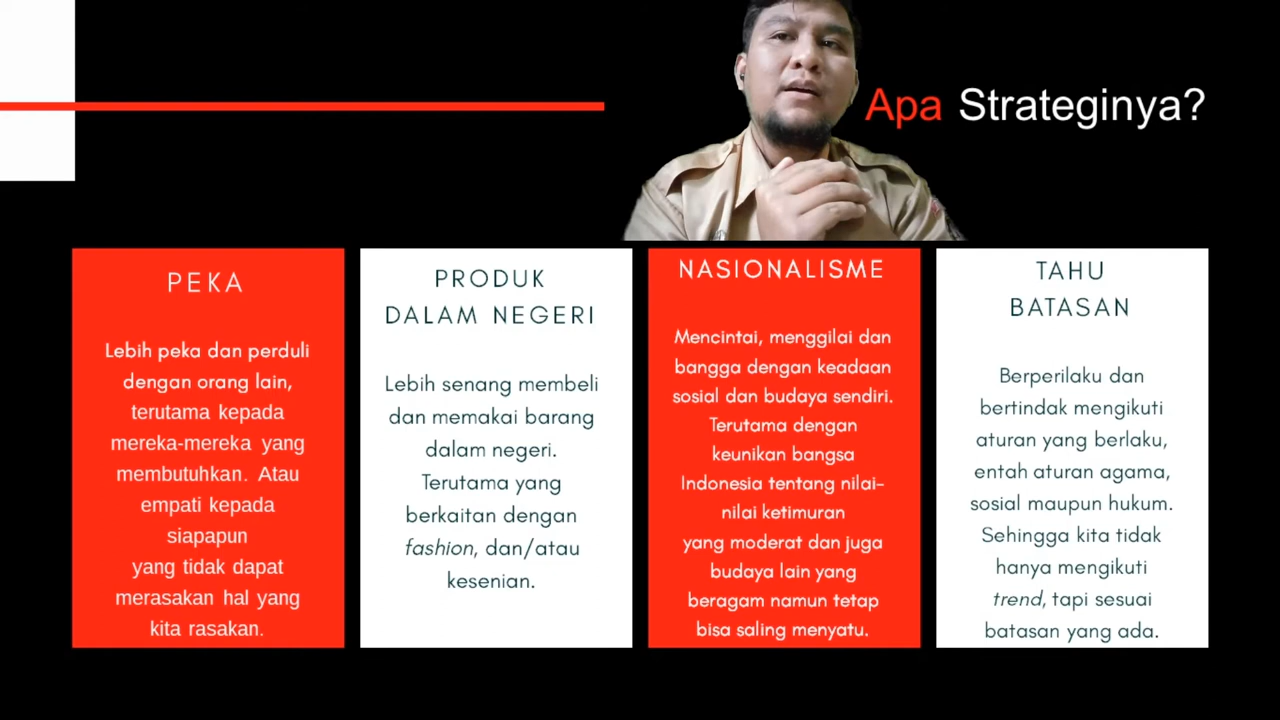 Apa Strateginya?
PEKA
Lebih peka dan perduli
dengan orang lain,
terutama kepada
mereka-mereka yang
membutuhkan. Atau
empati kepada
siapapun
yang tidak dapat
merasakan hal yang
kita rasakan.
PRODUK
DALAM NEGERI
Lebih senang membeli
dan memakai barang
dalam negeri.
Terutama yang
berkaitan dengan
fashion, dan/atau
kesenian.
NASIONALISME
Mencintai, menggilai dan
bangga dengan keadaan
sosial dan budaya sendiri.
Terutama dengan
keunikan bangsa
Indonesia tentang nilai-
nilai ketimuran
yang moderat dan juga
budaya lain yang
beragam namun tetap
bisa saling menyatu.
TAHU
BATASAN
Berperilaku dan
bertindak mengikuti
aturan yang berlaku,
entah aturan agama,
sosial maupun hukum.
Sehingga kita tidak
hanya mengikuti
trend, tapi sesuai
batasan yang ada.